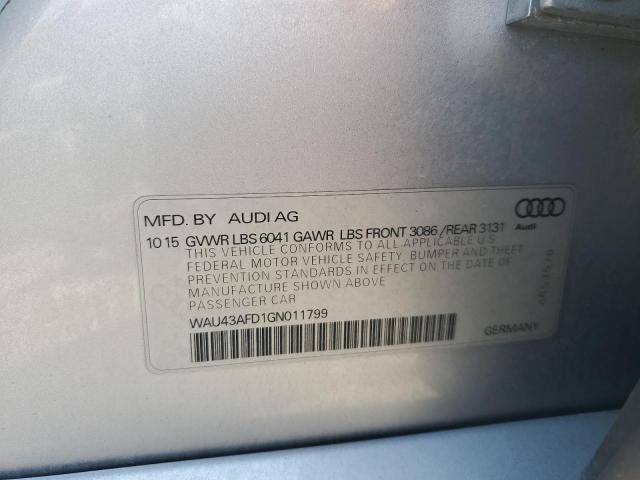 MFD. BY AUDI AG
10 15 GVWR LBS 6041 GAWR LBS FRONT 3086 /REAR 3131
THIS VEHICLE CONFORMS TO ALL APPLICABLE U.S.
FEDERAL MOTOR VEHICLE SAFETY, BUMPER AND THEFT
PREVENTION STANDARDS IN EFFECT ON THE DATE OF
MANUFACTURE SHOWN ABOVE
PASSENGER CAR
WAU43AFD1GN011799
Audi
GERMANY